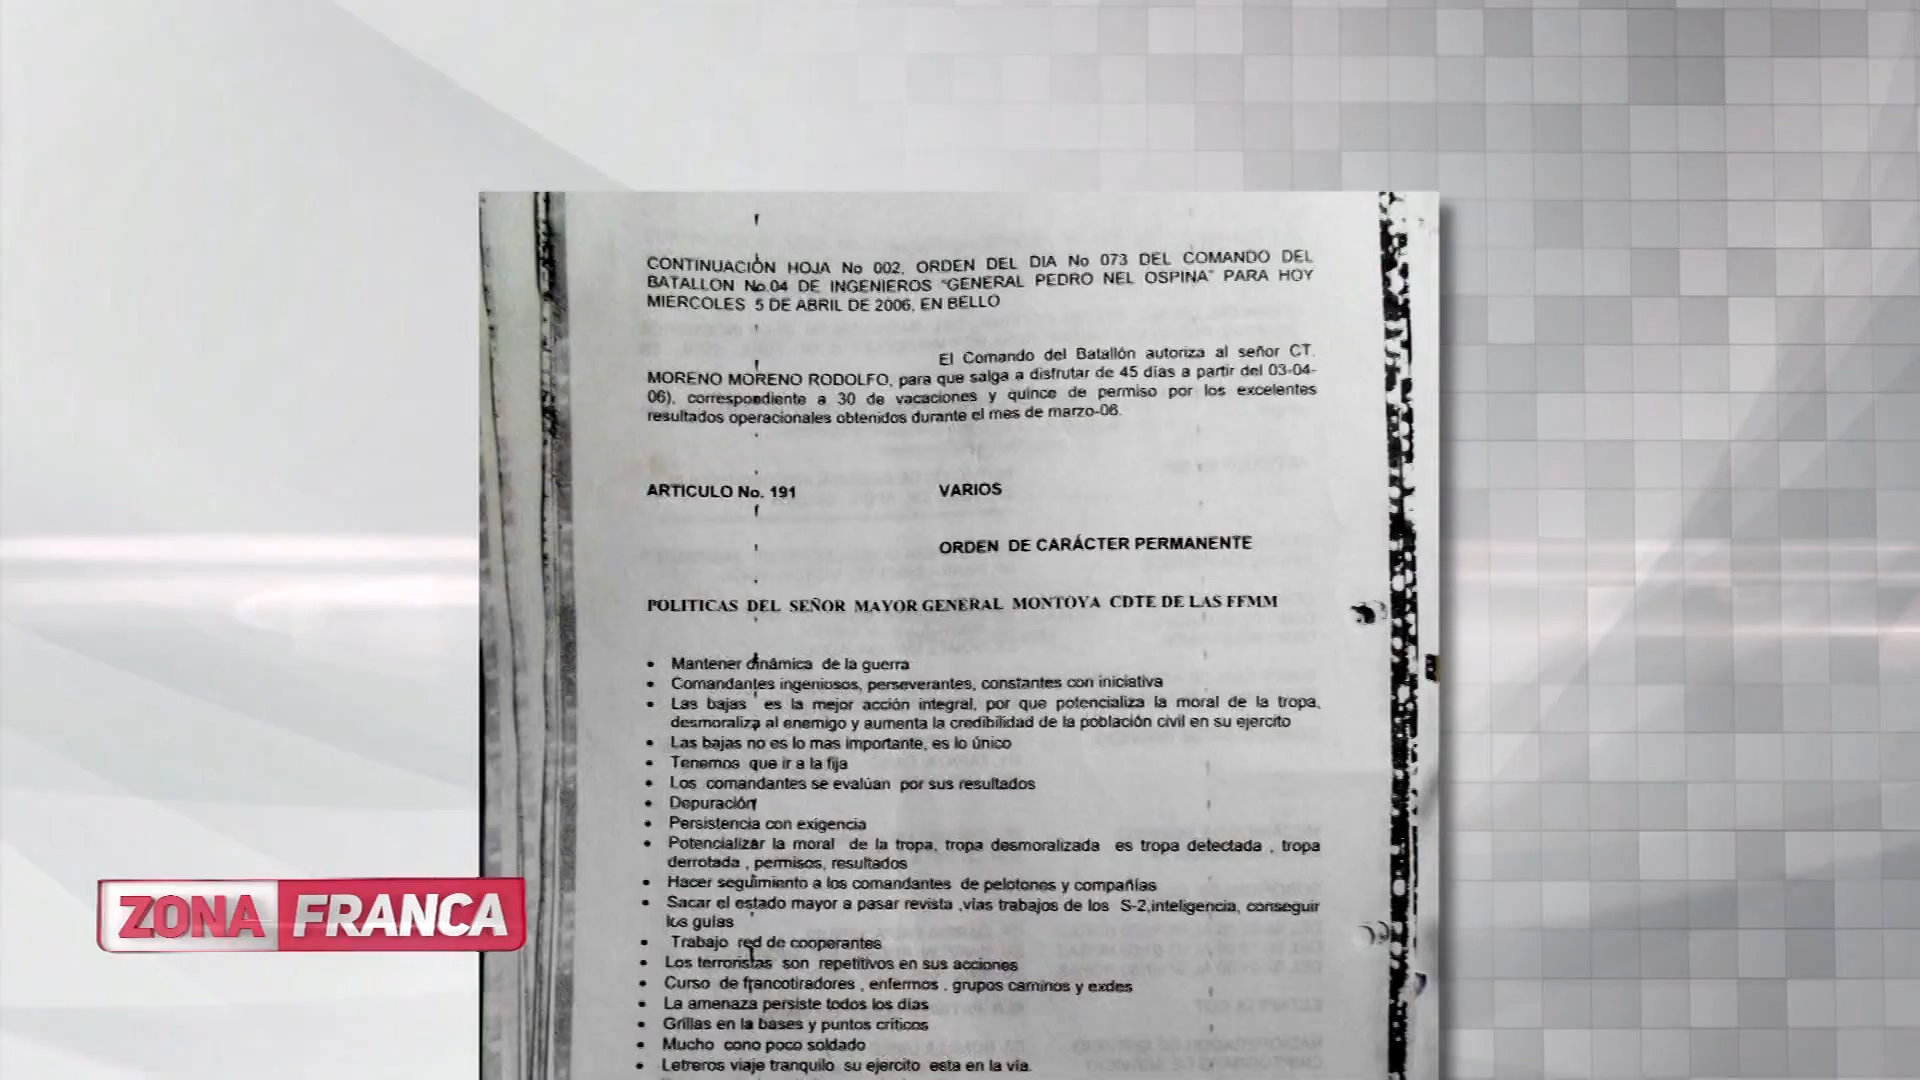 CONTINUACIÓN HOJA No 002, ORDEN DEL DIA No 073 DEL COMANDO DEL
BATALLON No.04 DE INGENIEROS "GENERAL PEDRO NEL OSPINA" PARA HOY
MIERCOLES 5 DE ABRIL DE 2006, EN BELLO
El Comando del Batallón autoriza al señor CT.
MORENO MORENO RODOLFO, para que salga a disfrutar de 45 días a partir del 03-04-
06), correspondiente a 30 de vacaciones y quince de permiso por los excelentes
resultados operacionales obtenidos durante el mes de marzo-06.
ARTICULO No. 191 VARIOS
ORDEN DE CARÁCTER PERMANENTE
POLITICAS DEL SEÑOR MAYOR GENERAL MONTOYA CDTE DE LAS FFMM
• Mantener dinámica de la guerra
• Comandantes ingeniosos, perseverantes, constantes con iniciativa
• Las bajas es la mejor acción integral, por que potencializa la moral de la tropa,
desmoraliza al enemigo y aumenta la credibilidad de la población civil en su ejercito
• Las bajas no es lo mas importante, es lo único
• Tenemos que ir a la fija
• Los comandantes se evalúan por sus resultados
• Depuración
• Persistencia con exigencia
• Potencializar la moral de la tropa, tropa desmoralizada es tropa detectada , tropa
derrotada , permisos, resultados
• Hacer seguimiento a los comandantes de pelotones y compañías
• Sacar el estado mayor a pasar revista ,vías trabajos de los S-2,inteligencia, conseguir
los guías
• Trabajo red de cooperantes
• Los terroristas son repetitivos en sus acciones
• Curso de francotiradores , enfermos , grupos caminos y exdes
• La amenaza persiste todos los días
• Grillas en la bases y puntos críticos
• Mucho cono poco soldado
• Letreros viaje tranquilo su ejercito esta en la vía.
ZONA FRANCA